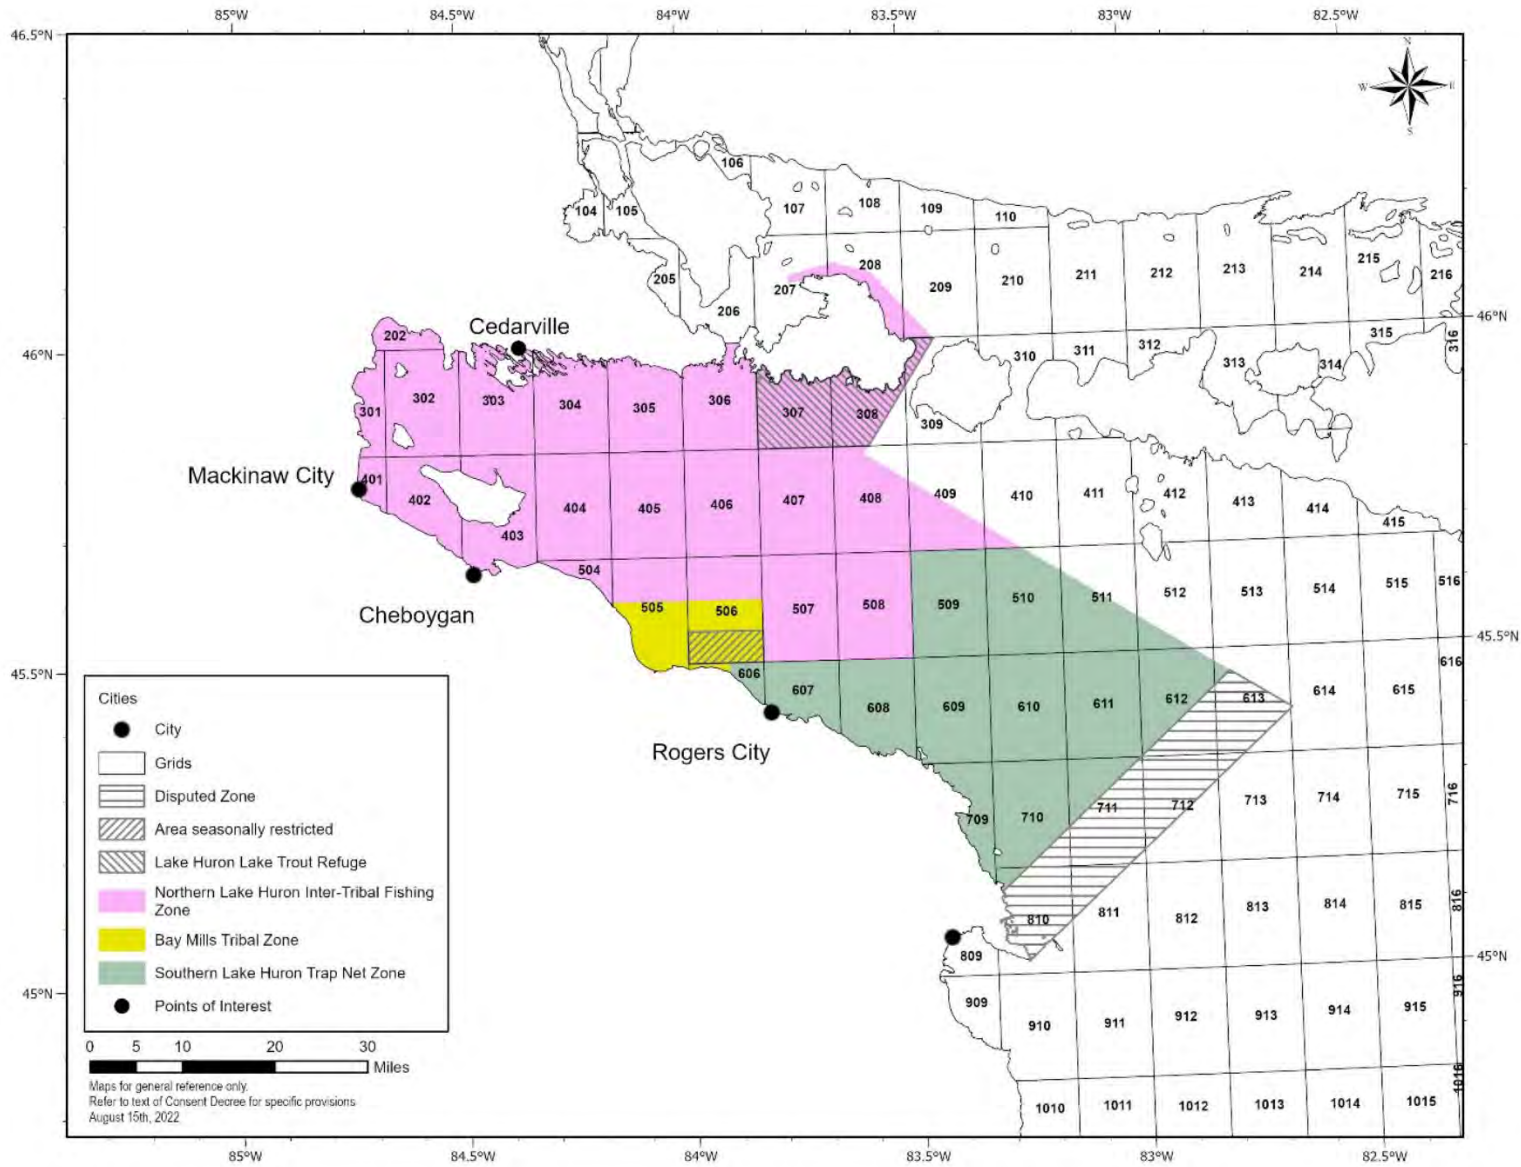 85°W 84.5°W 84°W 83.5°W 83°W 82.5°W
46.5°N
N
W E
S
106
104 105 107 108 109 110
205 206 207 208 209 210 211 212 213 214 215 216
46°N
Cedarville
202
46°N
301 302 303 304 305 306 307 308 309 310 311 312 313 314 315 316
Mackinaw City
401 402 403 404 405 406 407 408 409 410 411 412 413 414 415
Cheboygan
504 505 506 507 508 509 510 511 512 513 514 515 516
45.5°N
45.5°N
606 607 608 609 610 611 612 613 614 615 616
Rogers City
709 710 711 712 713 714 715 716
809 810 811 812 813 814 815 816
45°N
45°N
909 910 911 912 913 914 915 916
1010 1011 1012 1013 1014 1015 1016
Cities
City
Grids
Disputed Zone
Area seasonally restricted
Lake Huron Lake Trout Refuge
Northern Lake Huron Inter-Tribal Fishing
Zone
Bay Mills Tribal Zone
Southern Lake Huron Trap Net Zone
Points of Interest
0 5 10 20 30
Miles
Maps for general reference only.
Refer to text of Consent Decree for specific provisions
August 15th, 2022
85°W 84.5°W 84°W 83.5°W 83°W 82.5°W